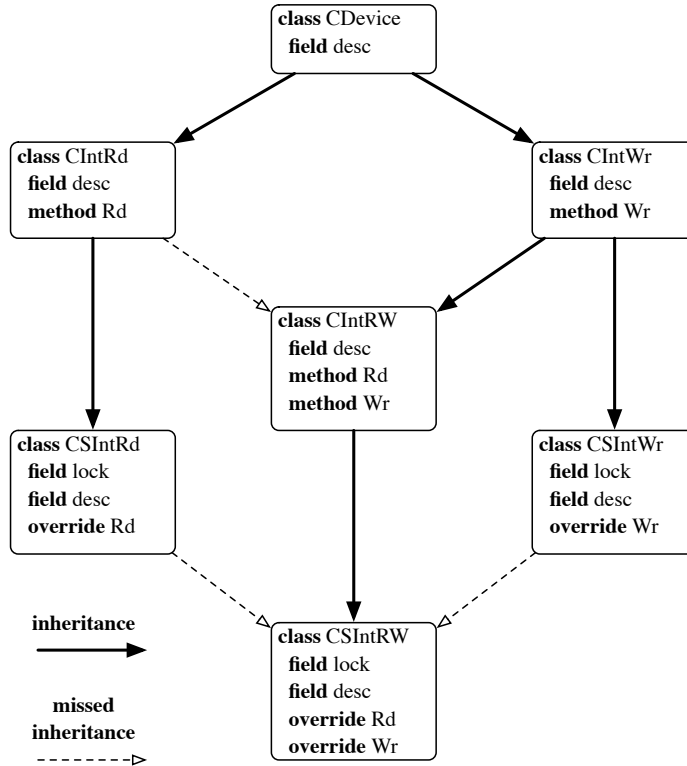 class CDevice
field desc
class CIntRd
field desc
method Rd
class CIntWr
field desc
method Wr
class CIntRW
field desc
method Rd
method Wr
class CSIntRd
field lock
field desc
override Rd
class CSIntWr
field lock
field desc
override Wr
inheritance
missed
inheritance
class CSIntRW
field lock
field desc
override Rd
override Wr